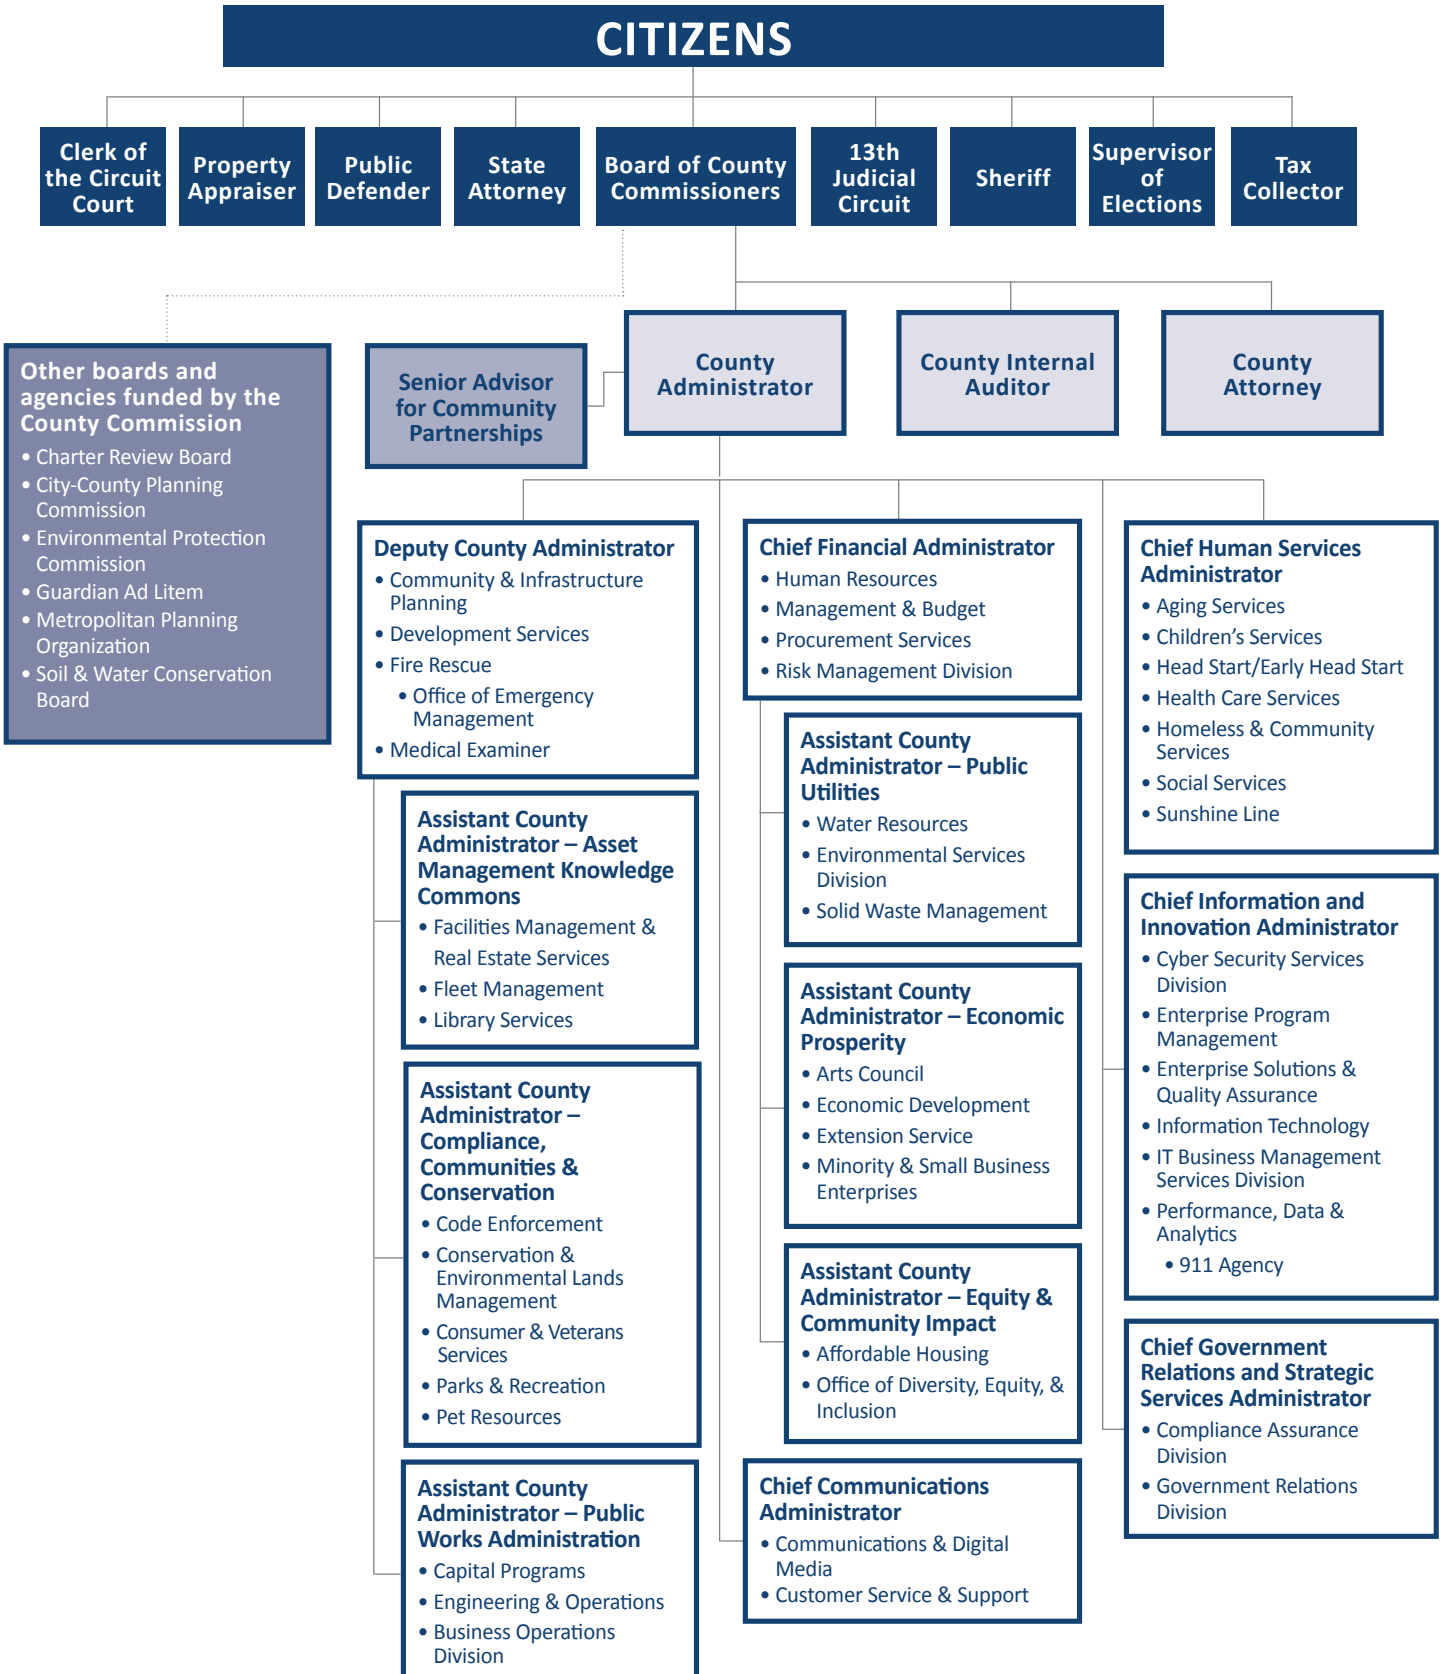 CITIZENS
Clerk of
the Circuit
Court
Property
Appraiser
Public
Defender
State
Attorney
Board of County
Commissioners
13th
Judicial
Circuit
Sheriff
Supervisor
of
Elections
Tax
Collector
Other boards and
agencies funded by the
County Commission
• Charter Review Board
• City-County Planning
Commission
• Environmental Protection
Commission
• Guardian Ad Litem
• Metropolitan Planning
Organization
• Soil & Water Conservation
Board
Senior Advisor
for Community
Partnerships
County
Administrator
County Internal
Auditor
County
Attorney
Deputy County Administrator
• Community & Infrastructure
Planning
• Development Services
• Fire Rescue
• Office of Emergency
Management
• Medical Examiner
Assistant County
Administrator – Asset
Management Knowledge
Commons
• Facilities Management &
Real Estate Services
• Fleet Management
• Library Services
Assistant County
Administrator –
Compliance,
Communities &
Conservation
• Code Enforcement
• Conservation &
Environmental Lands
Management
• Consumer & Veterans
Services
• Parks & Recreation
• Pet Resources
Assistant County
Administrator – Public
Works Administration
• Capital Programs
• Engineering & Operations
• Business Operations
Division
Chief Financial Administrator
• Human Resources
• Management & Budget
• Procurement Services
• Risk Management Division
Assistant County
Administrator – Public
Utilities
• Water Resources
• Environmental Services
Division
• Solid Waste Management
Assistant County
Administrator – Economic
Prosperity
• Arts Council
• Economic Development
• Extension Service
• Minority & Small Business
Enterprises
Assistant County
Administrator – Equity &
Community Impact
• Affordable Housing
• Office of Diversity, Equity, &
Inclusion
Chief Communications
Administrator
• Communications & Digital
Media
• Customer Service & Support
Chief Human Services
Administrator
• Aging Services
• Children’s Services
• Head Start/Early Head Start
• Health Care Services
• Homeless & Community
Services
• Social Services
• Sunshine Line
Chief Information and
Innovation Administrator
• Cyber Security Services
Division
• Enterprise Program
Management
• Enterprise Solutions &
Quality Assurance
• Information Technology
• IT Business Management
Services Division
• Performance, Data &
Analytics
• 911 Agency
Chief Government
Relations and Strategic
Services Administrator
• Compliance Assurance
Division
• Government Relations
Division